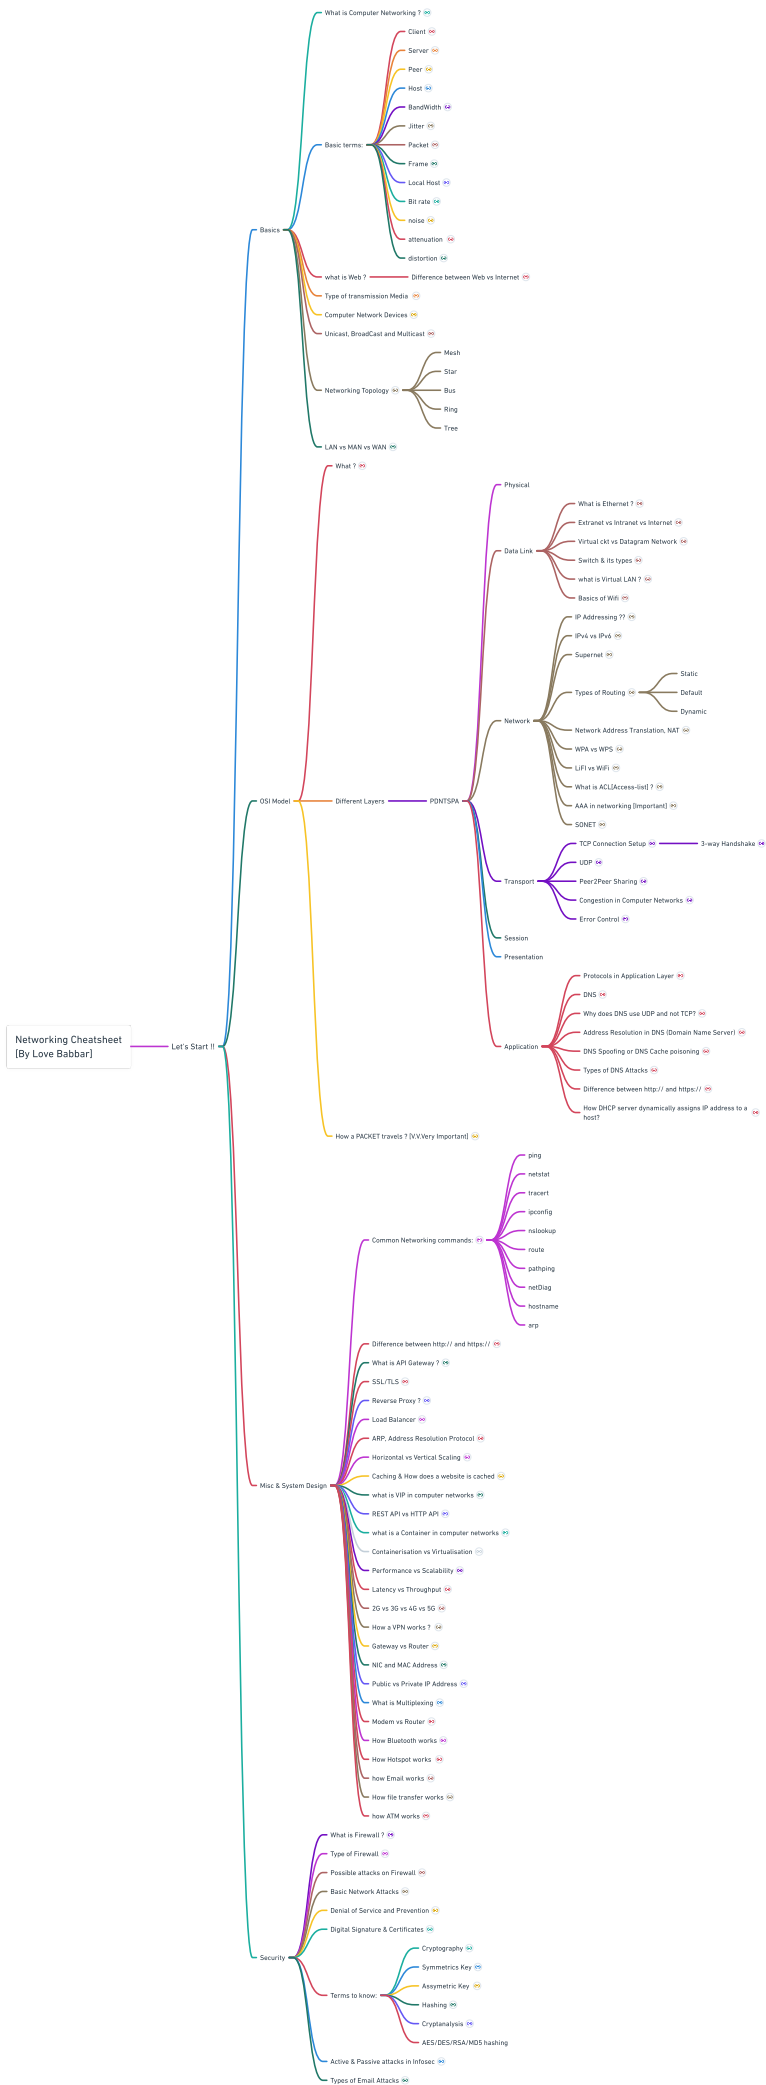 What is Computer Networking ?
Client
Server
Peer
Host
BandWidth
Jitter
Basic terms:
Packet
Frame
Local Host
Bit rate
noise
attenuation
distortion
Basics
what is Web ?
Difference between Web vs Internet
Type of transmission Media
Computer Network Devices
Unicast, BroadCast and Multicast
Mesh
Star
Networking Topology
Bus
Ring
Tree
LAN vs MAN vs WAN
What ?
Physical
What is Ethernet ?
Extranet vs Intranet vs Internet
Virtual ckt vs Datagram Network
Data Link
Switch & its types
what is Virtual LAN ?
Basics of Wifi
IP Addressing ??
IPv4 vs IPv6
Supernet
Static
Types of Routing
Default
Dynamic
Network
Network Address Translation, NAT
WPA vs WPS
LiFI vs WiFi
What is ACL[Access-list] ?
OSI Model
Different Layers
PDNTSPA
AAA in networking [Important]
SONET
TCP Connection Setup
3-way Handshake
UDP
Transport
Peer2Peer Sharing
Congestion in Computer Networks
Error Control
Session
Presentation
Protocols in Application Layer
DNS
Why does DNS use UDP and not TCP?
Address Resolution in DNS (Domain Name Server)
Networking Cheatsheet
[By Love Babbar]
Let's Start !!
Application
DNS Spoofing or DNS Cache poisoning
Types of DNS Attacks
Difference between http:// and https://
How DHCP server dynamically assigns IP address to a
host?
How a PACKET travels ? [V.V.Very Important]
ping
netstat
tracert
ipconfig
nslookup
Common Networking commands:
route
pathping
netDiag
hostname
arp
Difference between http:// and https://
What is API Gateway ?
SSL/TLS
Reverse Proxy ?
Load Balancer
ARP, Address Resolution Protocol
Horizontal vs Vertical Scaling
Caching & How does a website is cached
Misc & System Design
what is VIP in computer networks
REST API vs HTTP API
what is a Container in computer networks
Containerisation vs Virtualisation
Performance vs Scalability
Latency vs Throughput
2G vs 3G vs 4G vs 5G
How a VPN works ?
Gateway vs Router
NIC and MAC Address
Public vs Private IP Address
What is Multiplexing
Modem vs Router
How Bluetooth works
How Hotspot works
how Email works
How file transfer works
how ATM works
What is Firewall ?
Type of Firewall
Possible attacks on Firewall
Basic Network Attacks
Denial of Service and Prevention
Digital Signature & Certificates
Security
Cryptography
Symmetrics Key
Assymetric Key
Terms to know:
Hashing
Cryptanalysis
AES/DES/RSA/MD5 hashing
Active & Passive attacks in Infosec
Types of Email Attacks